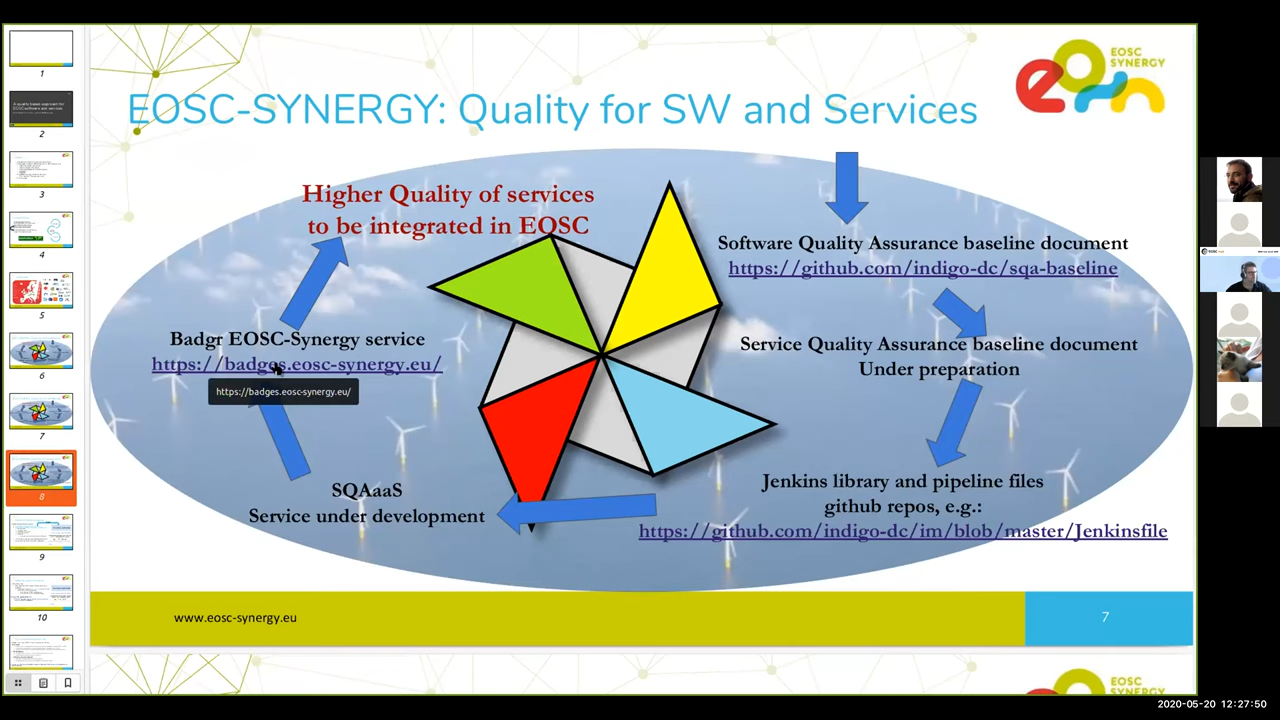 1
2
3
4
5
6
7
8
9
10
EOSC
SYNERGY
EOSC-SYNERGY: Quality for SW and Services
Higher Quality of services
to be integrated in EOSC
Software Quality Assurance baseline document
https://github.com/indigo-dc/sqa-baseline
Badgr EOSC-Synergy service
https://badges.eosc-synergy.eu/
https://badges.eosc-synergy.eu/
Service Quality Assurance baseline document
Under preparation
SQAaaS
Service under development
Jenkins library and pipeline files
github repos, e.g.:
https://github.com/indigo-dc/im/blob/master/Jenkinsfile
www.eosc-synergy.eu
7
EOSC
SYNERGY
2020-05-20 12:27:50